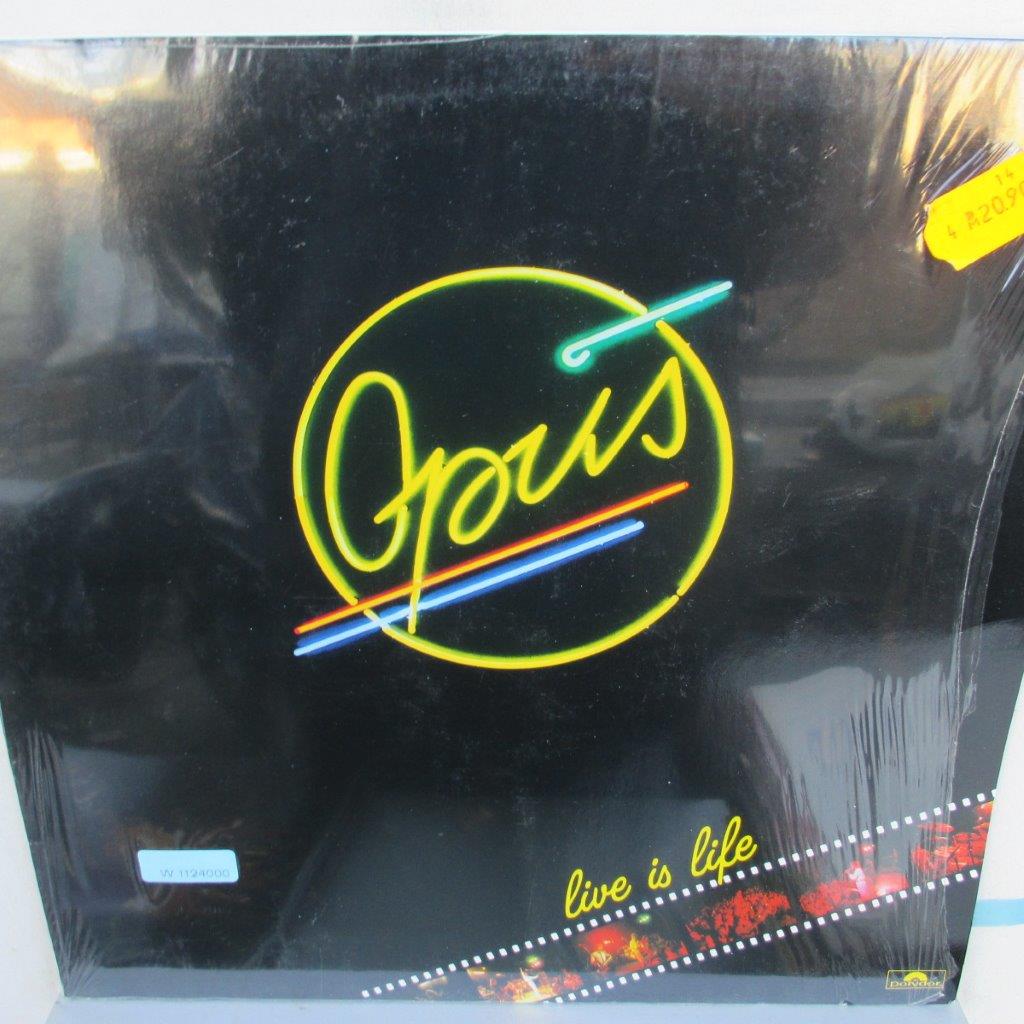 14
4 M20.90
Opus
live is life
W 1124000
Polydor